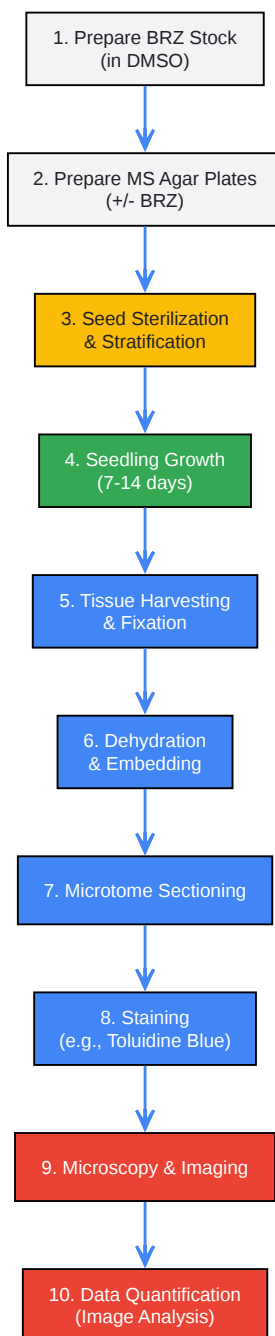 1. Prepare BRZ Stock
(in DMSO)
2. Prepare MS Agar Plates
(+/- BRZ)
3. Seed Sterilization
& Stratification
4. Seedling Growth
(7-14 days)
5. Tissue Harvesting
& Fixation
6. Dehydration
& Embedding
7. Microtome Sectioning
8. Staining
(e.g., Toluidine Blue)
9. Microscopy & Imaging
10. Data Quantification
(Image Analysis)